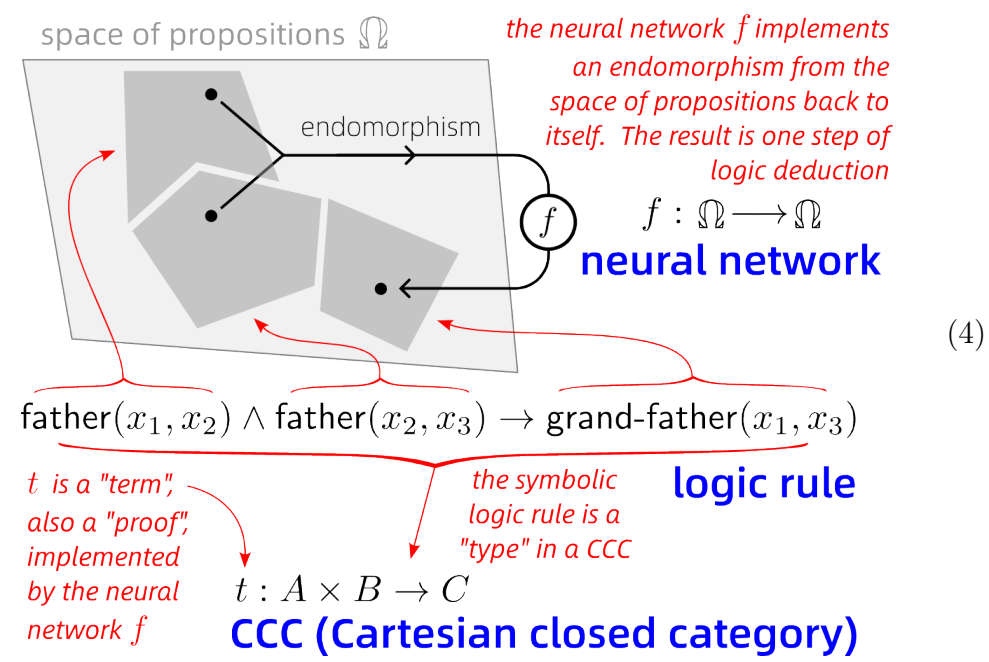 space of propositions Ω
the neural network f implements
an endomorphism from the
space of propositions back to
itself. The result is one step of
logic deduction
endomorphism
f
f : Ω ⟶ Ω
neural network
(4)
father(x₁, x₂) ∧ father(x₂, x₃) → grand-father(x₁, x₃)
logic rule
t is a "term",
also a "proof",
implemented
by the neural
network f
the symbolic
logic rule is a
"type" in a CCC
t : A × B → C
CCC (Cartesian closed category)